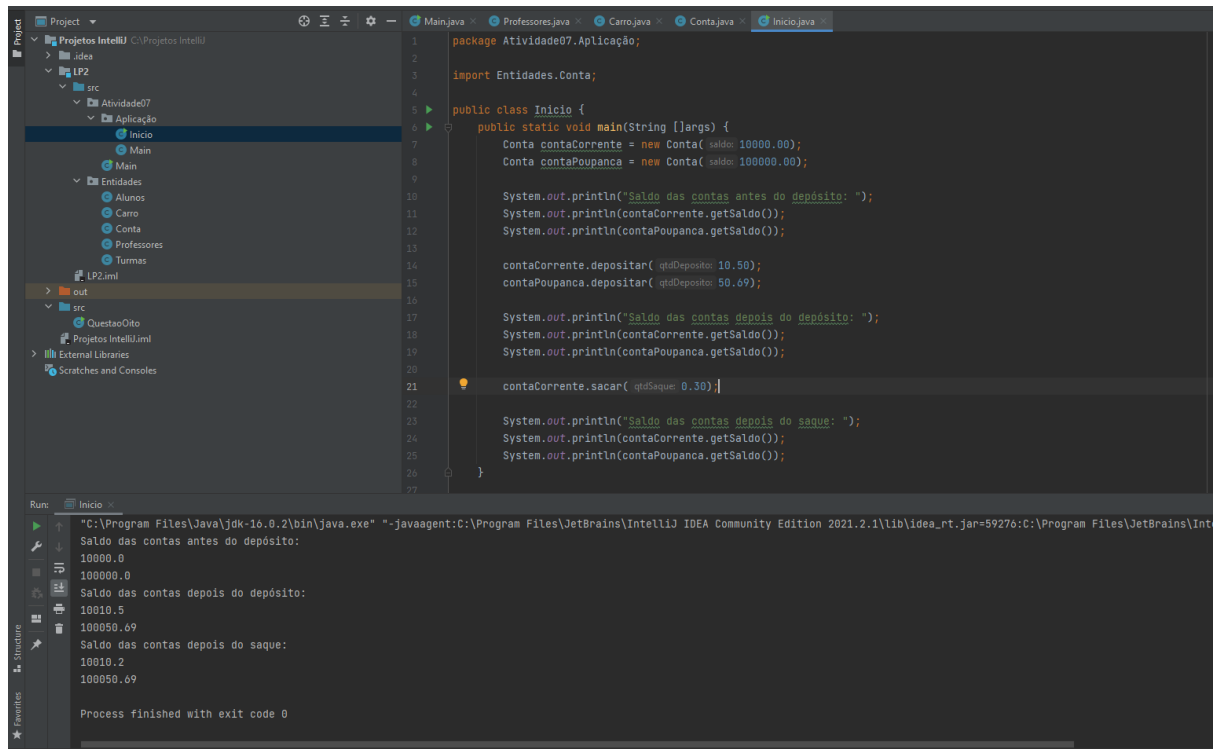 Project
Main.java
Professores.java
Carro.java
Conta.java
Inicio.java
Project
Projetos IntelliJ C:\Projetos IntelliJ
.idea
LP2
src
Atividade07
Aplicação
Inicio
Main
Main
Entidades
Alunos
Carro
Conta
Professores
Turmas
LP2.iml
out
src
QuestaoOito
Projetos IntelliJ.iml
External Libraries
Scratches and Consoles
1 package Atividade07.Aplicação;
2
3 import Entidades.Conta;
4
5 public class Inicio {
6 public static void main(String []args) {
7 Conta contaCorrente = new Conta( saldo: 10000.00);
8 Conta contaPoupanca = new Conta( saldo: 100000.00);
9
10 System.out.println("Saldo das contas antes do depósito: ");
11 System.out.println(contaCorrente.getSaldo());
12 System.out.println(contaPoupanca.getSaldo());
13
14 contaCorrente.depositar( qtdDeposito: 10.50);
15 contaPoupanca.depositar( qtdDeposito: 50.69);
16
17 System.out.println("Saldo das contas depois do depósito: ");
18 System.out.println(contaCorrente.getSaldo());
19 System.out.println(contaPoupanca.getSaldo());
20
21 contaCorrente.sacar( qtdSaque: 0.30);
22
23 System.out.println("Saldo das contas depois do saque: ");
24 System.out.println(contaCorrente.getSaldo());
25 System.out.println(contaPoupanca.getSaldo());
26 }
27
Run: Inicio
"C:\Program Files\Java\jdk-16.0.2\bin\java.exe" "-javaagent:C:\Program Files\JetBrains\IntelliJ IDEA Community Edition 2021.2.1\lib\idea_rt.jar=59276:C:\Program Files\JetBrains\Int
Saldo das contas antes do depósito:
10000.0
100000.0
Saldo das contas depois do depósito:
10010.5
100050.69
Saldo das contas depois do saque:
10010.2
100050.69
Process finished with exit code 0
Structure
Favorites